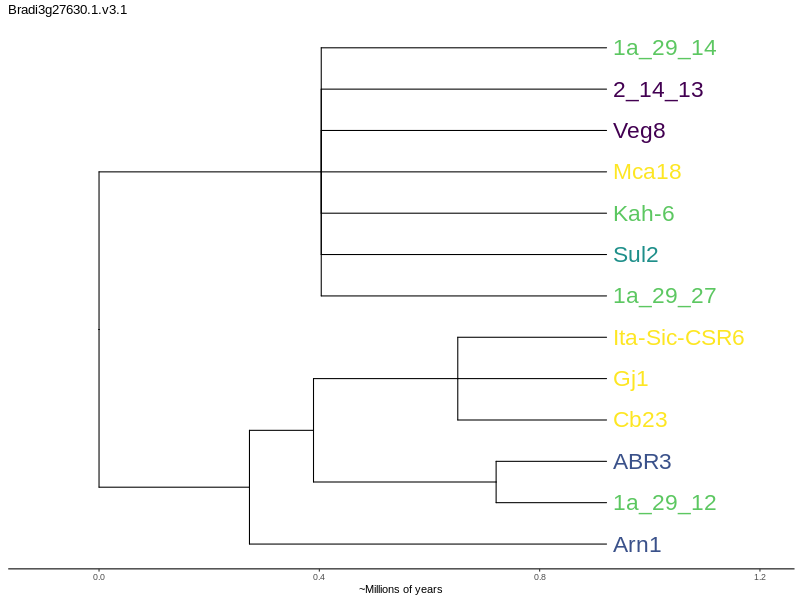 Bradi3g27630.1.v3.1
1a_29_14
2_14_13
Veg8
Mca18
Kah-6
Sul2
1a_29_27
Ita-Sic-CSR6
Gj1
Cb23
ABR3
1a_29_12
Arn1
0.0 0.4 0.8 1.2
~Millions of years